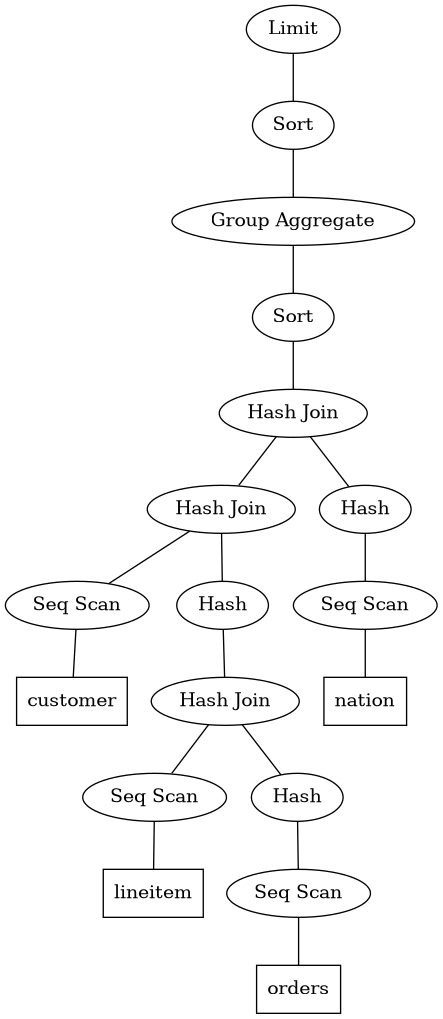 Limit
Sort
Group Aggregate
Sort
Hash Join
Hash Join
Hash
Seq Scan
Hash
Seq Scan
customer
Hash Join
nation
Seq Scan
Hash
lineitem
Seq Scan
orders